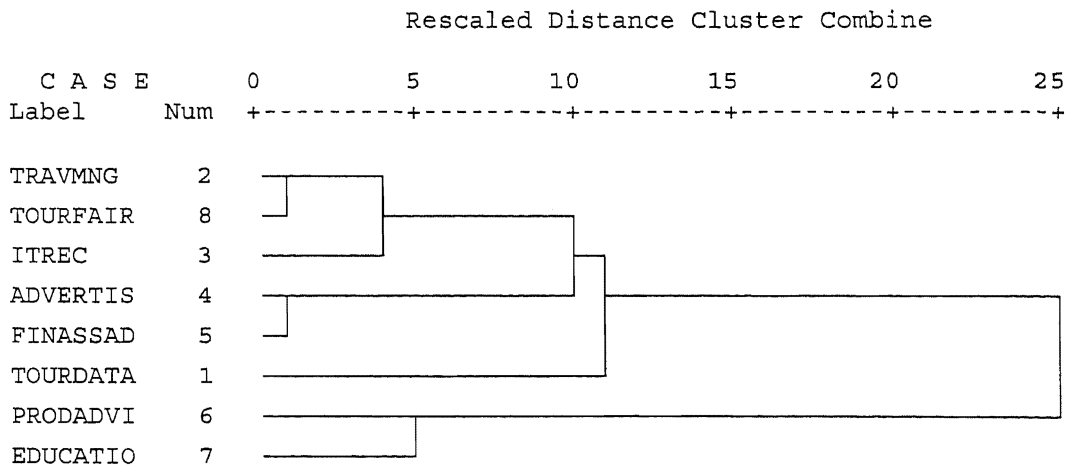 Rescaled Distance Cluster Combine
C A S E 0 5 10 15 20 25
Label Num +---------+---------+---------+---------+---------+
TRAVMNG 2
TOURFAIR 8
ITREC 3
ADVERTIS 4
FINASSAD 5
TOURDATA 1
PRODADVI 6
EDUCATIO 7